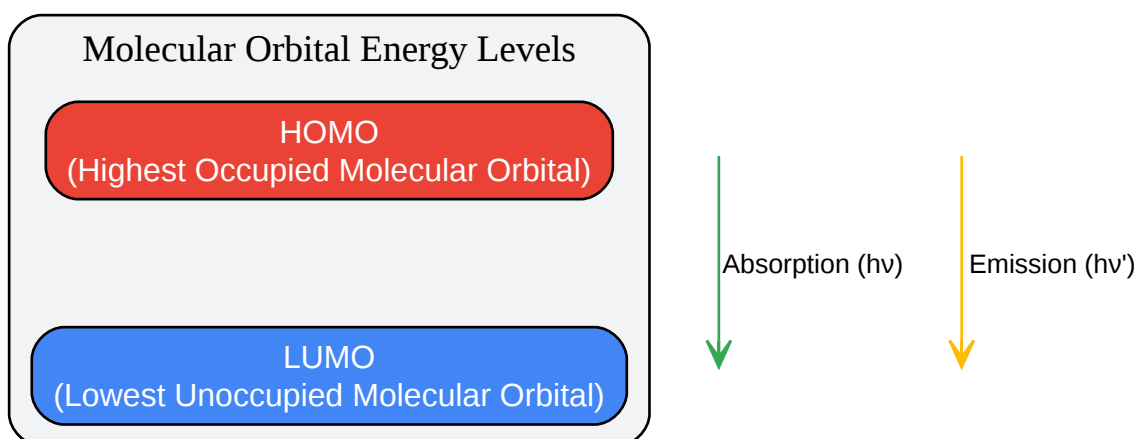 Molecular Orbital Energy Levels
HOMO
(Highest Occupied Molecular Orbital)
Absorption (hν)
Emission (hν')
LUMO
(Lowest Unoccupied Molecular Orbital)